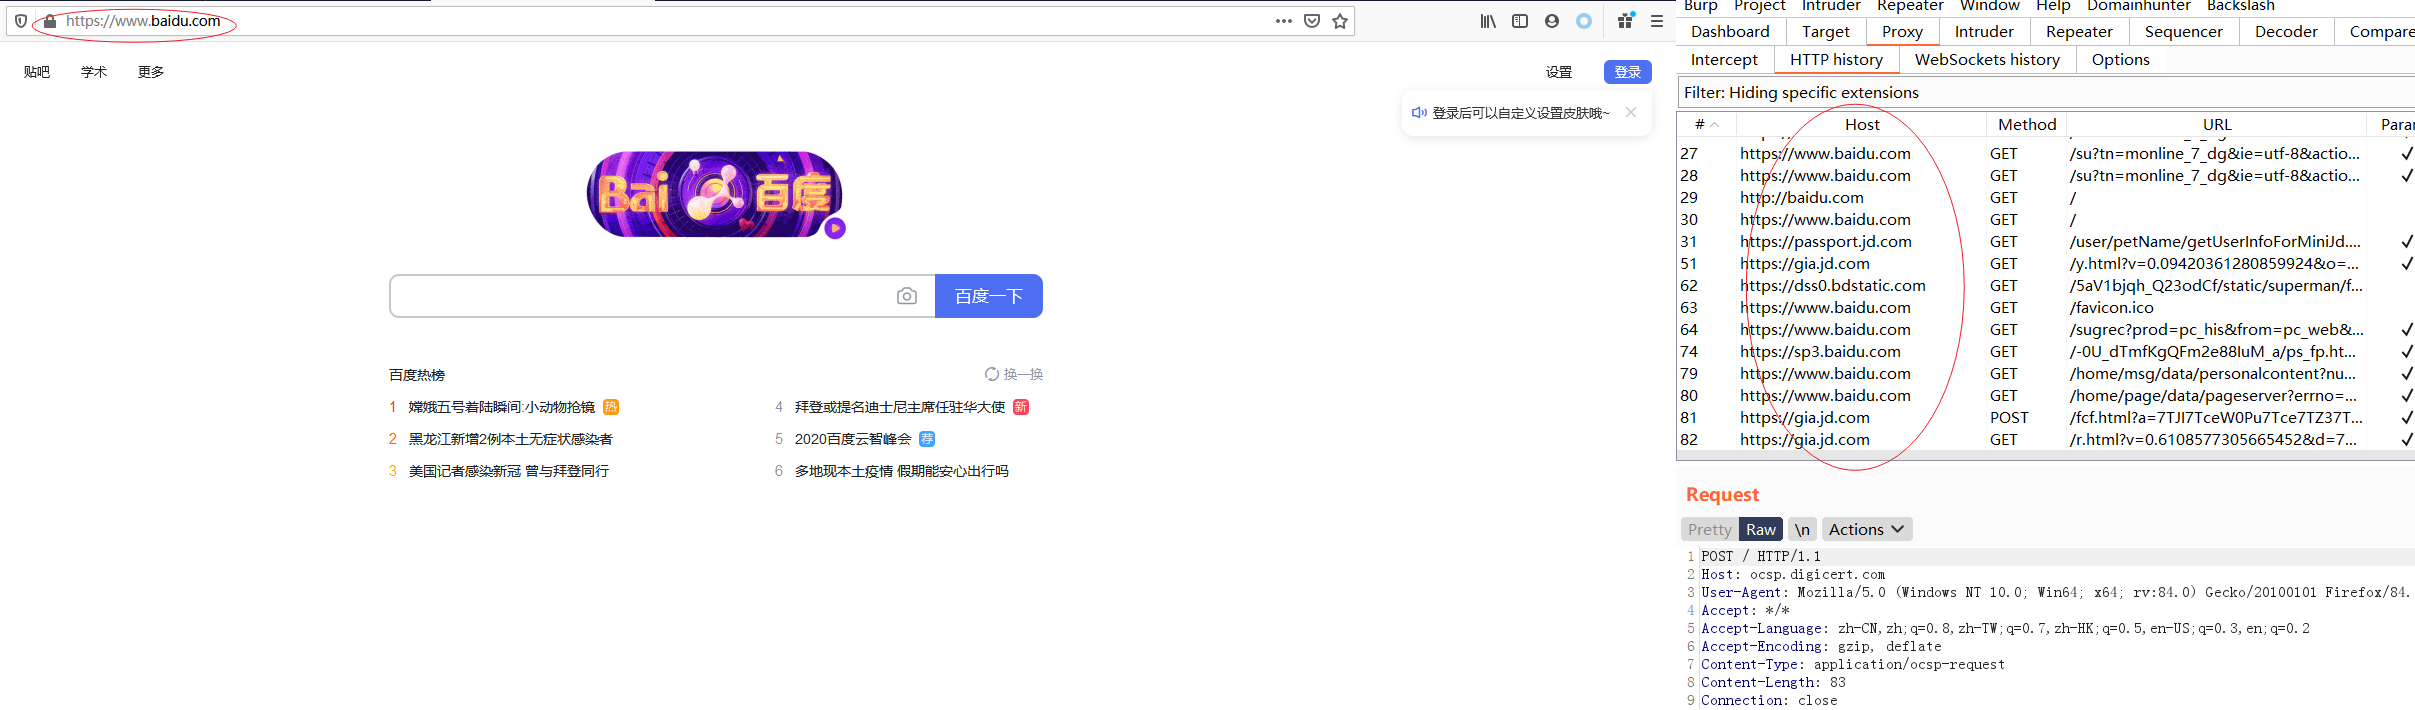 https://www.baidu.com
贴吧 学术 更多 设置 登录
登录后可以自定义设置皮肤哦~
Bai 百度
百度一下
百度热榜 换一换
1 嫦娥五号着陆瞬间:小动物抢镜 热
2 黑龙江新增2例本土无症状感染者
3 美国记者感染新冠 曾与拜登同行
4 拜登或提名迪士尼主席任驻华大使 新
5 2020百度云智峰会 荐
6 多地现本土疫情 假期能安心出行吗
Burp Project Intruder Repeater Window Help Domainhunter Backslash
Dashboard Target Proxy Intruder Repeater Sequencer Decoder Compare
Intercept HTTP history WebSockets history Options
Filter: Hiding specific extensions
# Host Method URL Parar
27 https://www.baidu.com GET /su?tn=monline_7_dg&ie=utf-8&actio... ✓
28 https://www.baidu.com GET /su?tn=monline_7_dg&ie=utf-8&actio... ✓
29 http://baidu.com GET /
30 https://www.baidu.com GET /
31 https://passport.jd.com GET /user/petName/getUserInfoForMiniJd.... ✓
51 https://gia.jd.com GET /y.html?v=0.09420361280859924&o=... ✓
62 https://dss0.bdstatic.com GET /5aV1bjqh_Q23odCf/static/superman/f...
63 https://www.baidu.com GET /favicon.ico
64 https://www.baidu.com GET /sugrec?prod=pc_his&from=pc_web&... ✓
74 https://sp3.baidu.com GET /-0U_dTmfKgQFm2e88IuM_a/ps_fp.ht... ✓
79 https://www.baidu.com GET /home/msg/data/personalcontent?nu... ✓
80 https://www.baidu.com GET /home/page/data/pageserver?errno=... ✓
81 https://gia.jd.com POST /fcf.html?a=7TJI7TceW0Pu7Tce7TZ37T... ✓
82 https://gia.jd.com GET /r.html?v=0.6108577305665452&d=7... ✓
Request
Pretty Raw \n Actions
1 POST / HTTP/1.1
2 Host: ocsp.digicert.com
3 User-Agent: Mozilla/5.0 (Windows NT 10.0; Win64; x64; rv:84.0) Gecko/20100101 Firefox/84.
4 Accept: */*
5 Accept-Language: zh-CN,zh;q=0.8,zh-TW;q=0.7,zh-HK;q=0.5,en-US;q=0.3,en;q=0.2
6 Accept-Encoding: gzip, deflate
7 Content-Type: application/ocsp-request
8 Content-Length: 83
9 Connection: close